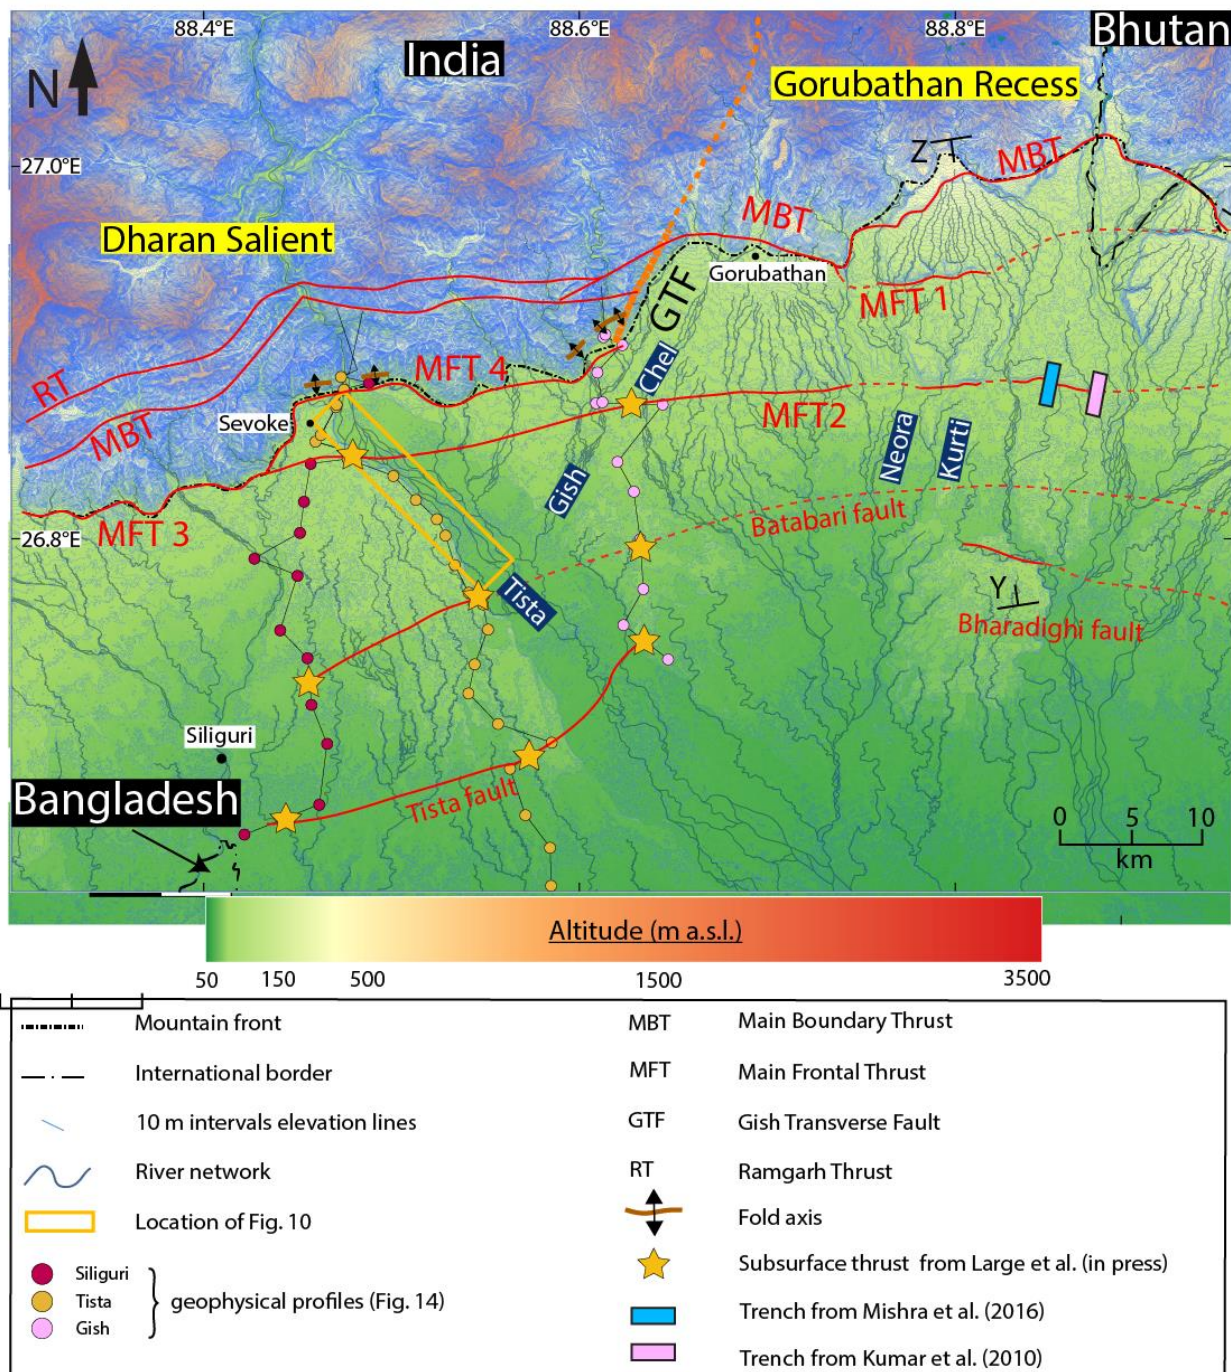 88.4°E
88.6°E
88.8°E
Bhutan
India
N
Gorubathan Recess
Z
MBT
27.0°E
MBT
Dharan Salient
Gorubathan
GTF
MFT 1
RT
MFT 4
Chel
MBT
Sevoke
MFT2
Neora
Kurti
Gish
MFT 3
26.8°E
Batabari fault
Tista
Y
Bharadighi fault
Siliguri
Bangladesh
Tista fault
0 5 10
km
Altitude (m a.s.l.)
50 150 500 1500 3500
Mountain front
International border
10 m intervals elevation lines
River network
Location of Fig. 10
Siliguri
Tista
Gish
geophysical profiles (Fig. 14)
MBT Main Boundary Thrust
MFT Main Frontal Thrust
GTF Gish Transverse Fault
RT Ramgarh Thrust
Fold axis
Subsurface thrust from Large et al. (in press)
Trench from Mishra et al. (2016)
Trench from Kumar et al. (2010)